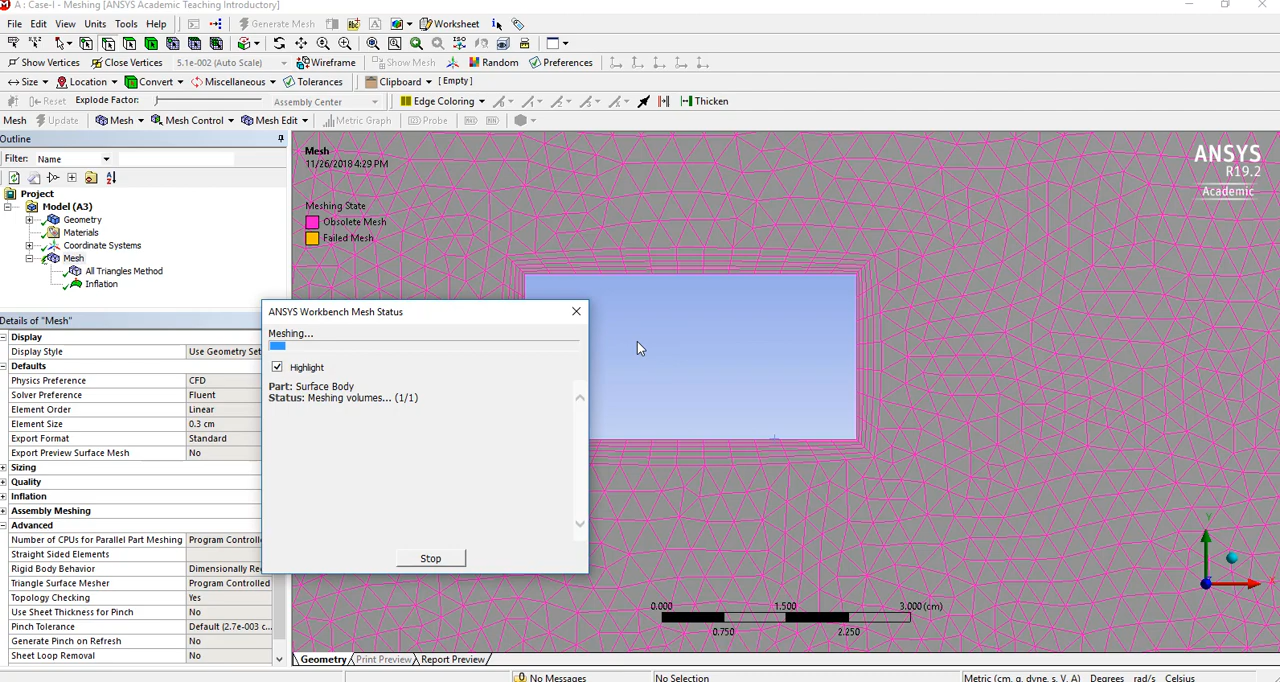 A : Case-I - Meshing [ANSYS Academic Teaching Introductory]
File Edit View Units Tools Help Generate Mesh Worksheet
Show Vertices Close Vertices 5.1e-002 (Auto Scale) Wireframe Show Mesh Random Preferences
Size Location Convert Miscellaneous Tolerances Clipboard [Empty]
Reset Explode Factor: Assembly Center Edge Coloring Thicken
Mesh Update Mesh Mesh Control Mesh Edit Metric Graph Probe
Outline
Filter: Name
Project
Model (A3)
Geometry
Materials
Coordinate Systems
Mesh
All Triangles Method
Inflation
Details of "Mesh"
Display
Display Style Use Geometry Set
Defaults
Physics Preference CFD
Solver Preference Fluent
Element Order Linear
Element Size 0.3 cm
Export Format Standard
Export Preview Surface Mesh No
Sizing
Quality
Inflation
Assembly Meshing
Advanced
Number of CPUs for Parallel Part Meshing Program Controlle
Straight Sided Elements
Rigid Body Behavior Dimensionally Re
Triangle Surface Mesher Program Controlled
Topology Checking Yes
Use Sheet Thickness for Pinch No
Pinch Tolerance Default (2.7e-003 c...
Generate Pinch on Refresh No
Sheet Loop Removal No
Mesh
11/26/2018 4:29 PM
Meshing State
Obsolete Mesh
Failed Mesh
ANSYS
R19.2
Academic
ANSYS Workbench Mesh Status
Meshing...
Highlight
Part: Surface Body
Status: Meshing volumes... (1/1)
Stop
0.000 1.500 3.000 (cm)
0.750 2.250
Y
Geometry Print Preview Report Preview
0 No Messages No Selection Metric (cm, g, dyne, s, V, A) Degrees rad/s Celsius